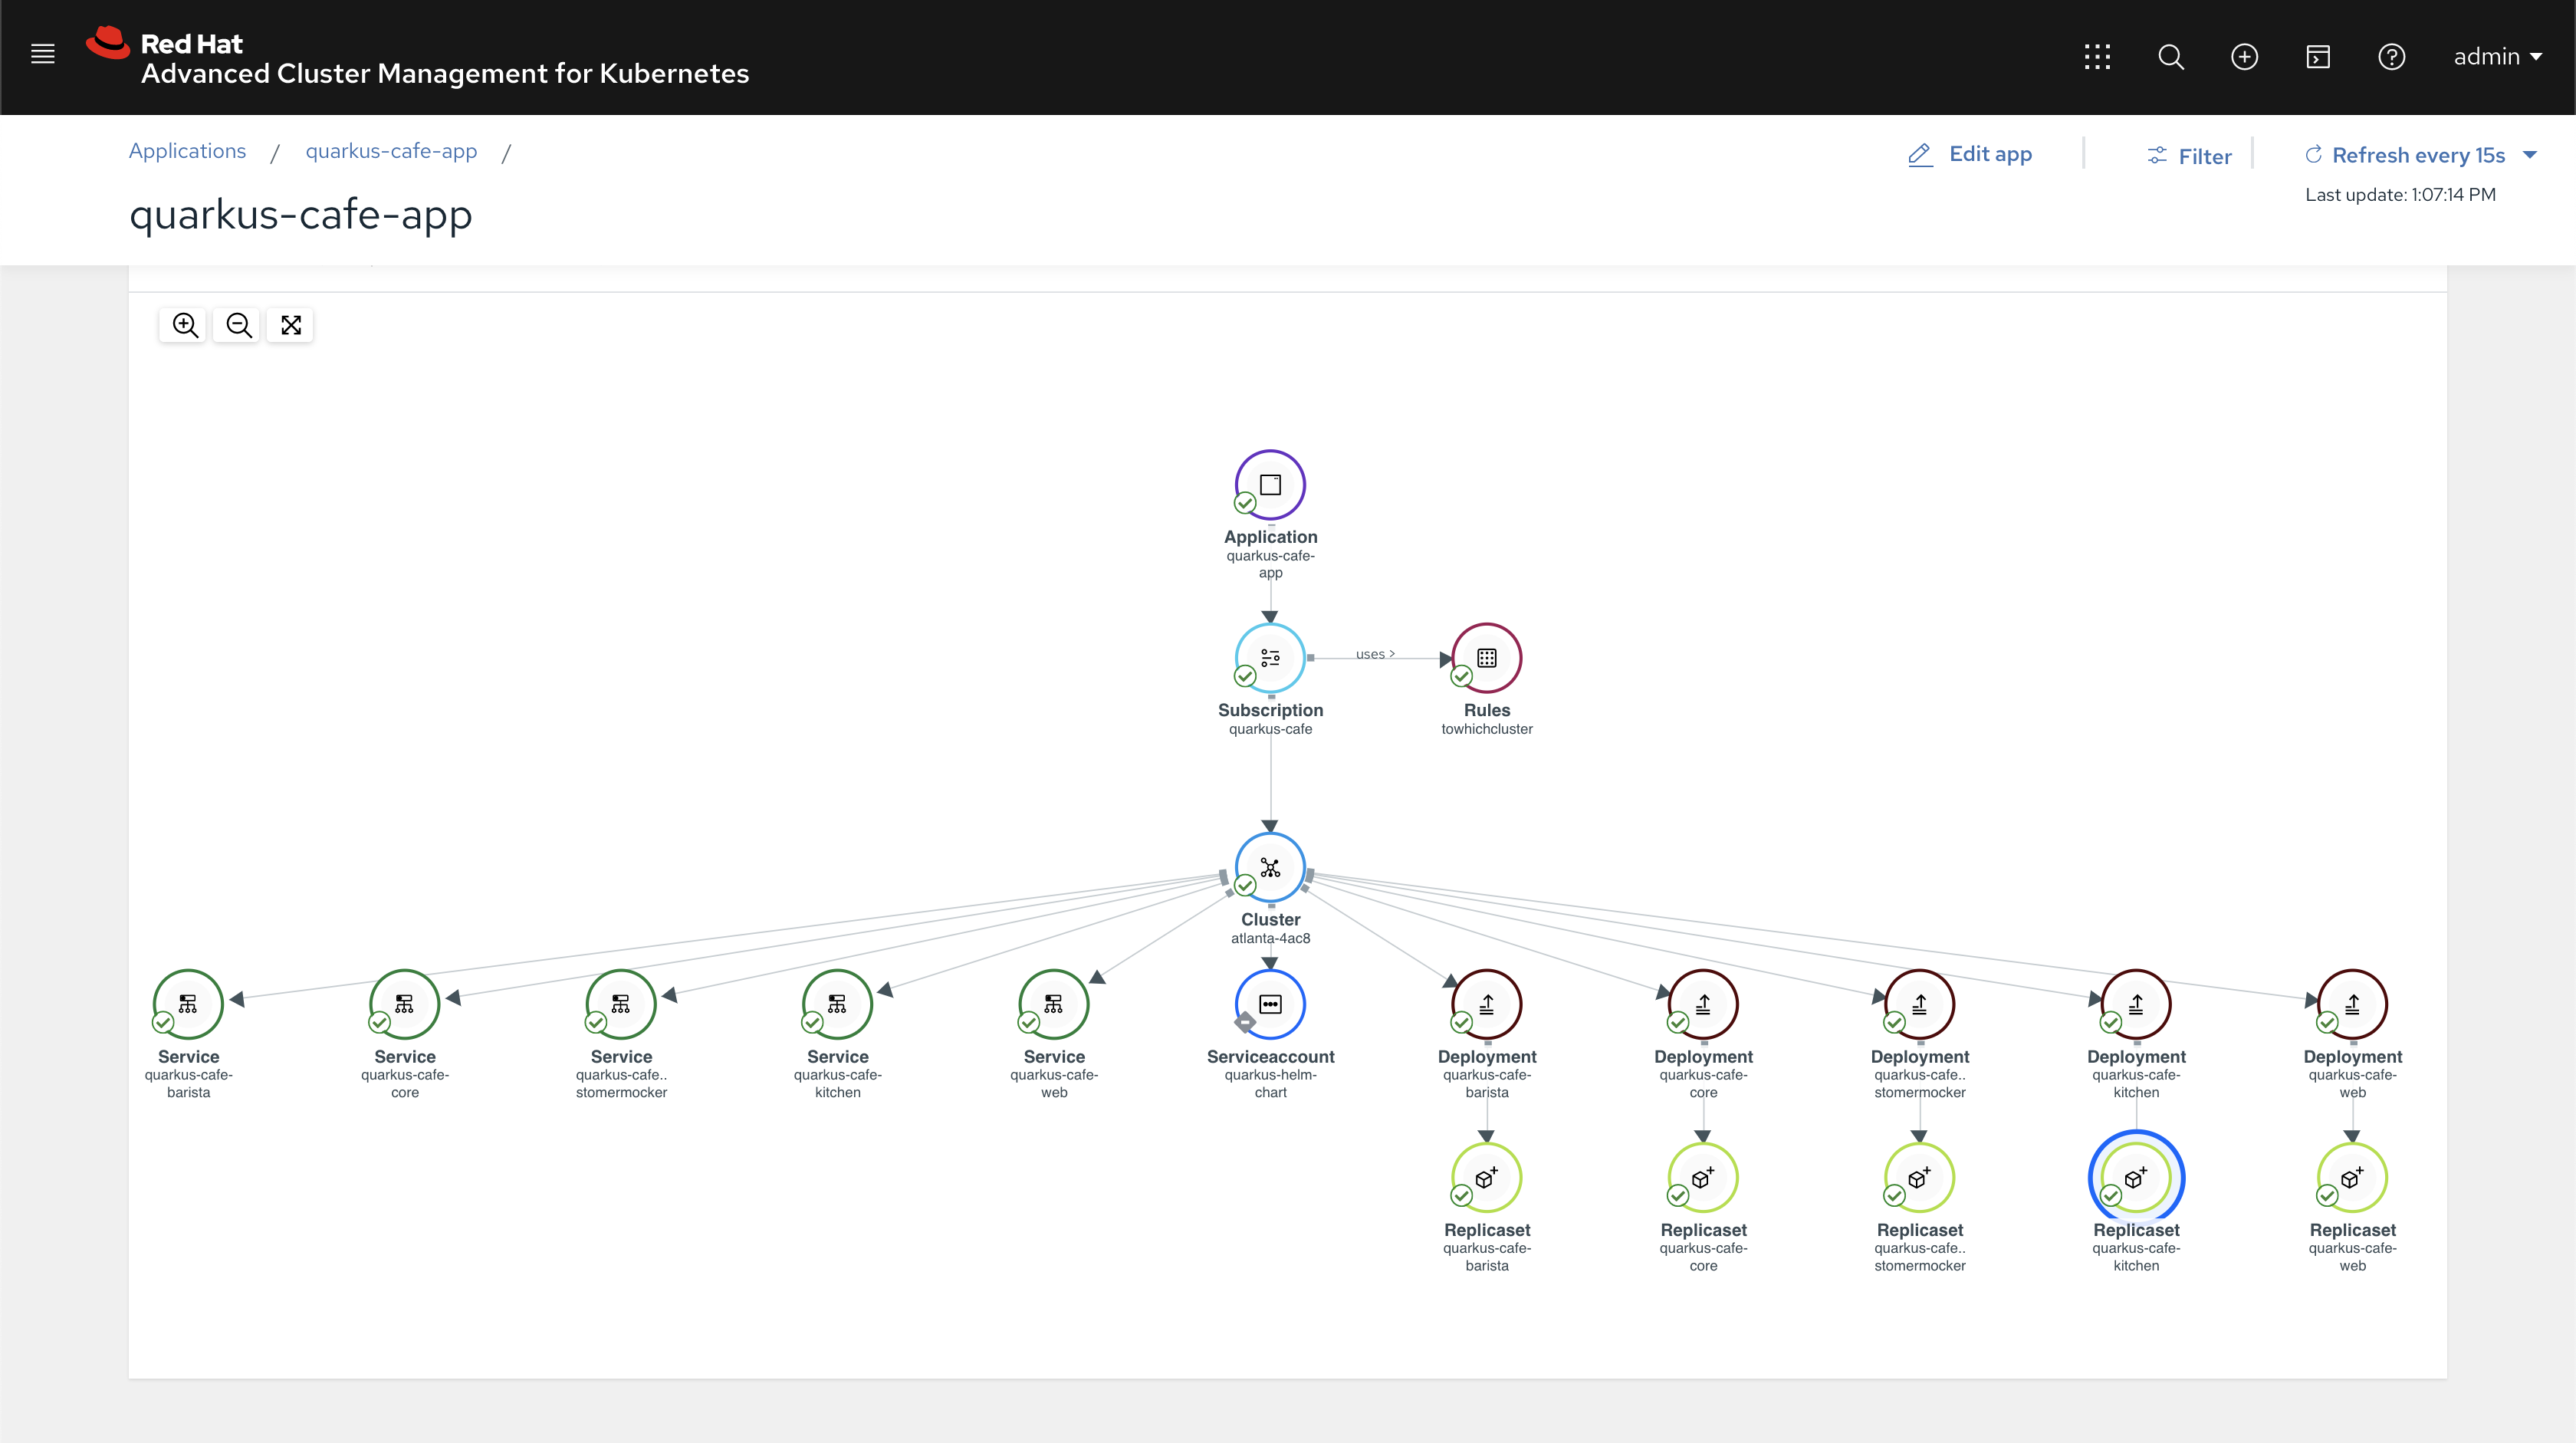 Red Hat
Advanced Cluster Management for Kubernetes
admin
Applications / quarkus-cafe-app /
Edit app
Filter
Refresh every 15s
Last update: 1:07:14 PM
quarkus-cafe-app
Application
quarkus-cafe-
app
uses >
Subscription
quarkus-cafe
Rules
towhichcluster
Cluster
atlanta-4ac8
Service
quarkus-cafe-
barista
Service
quarkus-cafe-
core
Service
quarkus-cafe..
stomermocker
Service
quarkus-cafe-
kitchen
Service
quarkus-cafe-
web
Serviceaccount
quarkus-helm-
chart
Deployment
quarkus-cafe-
barista
Deployment
quarkus-cafe-
core
Deployment
quarkus-cafe..
stomermocker
Deployment
quarkus-cafe-
kitchen
Deployment
quarkus-cafe-
web
Replicaset
quarkus-cafe-
barista
Replicaset
quarkus-cafe-
core
Replicaset
quarkus-cafe..
stomermocker
Replicaset
quarkus-cafe-
kitchen
Replicaset
quarkus-cafe-
web